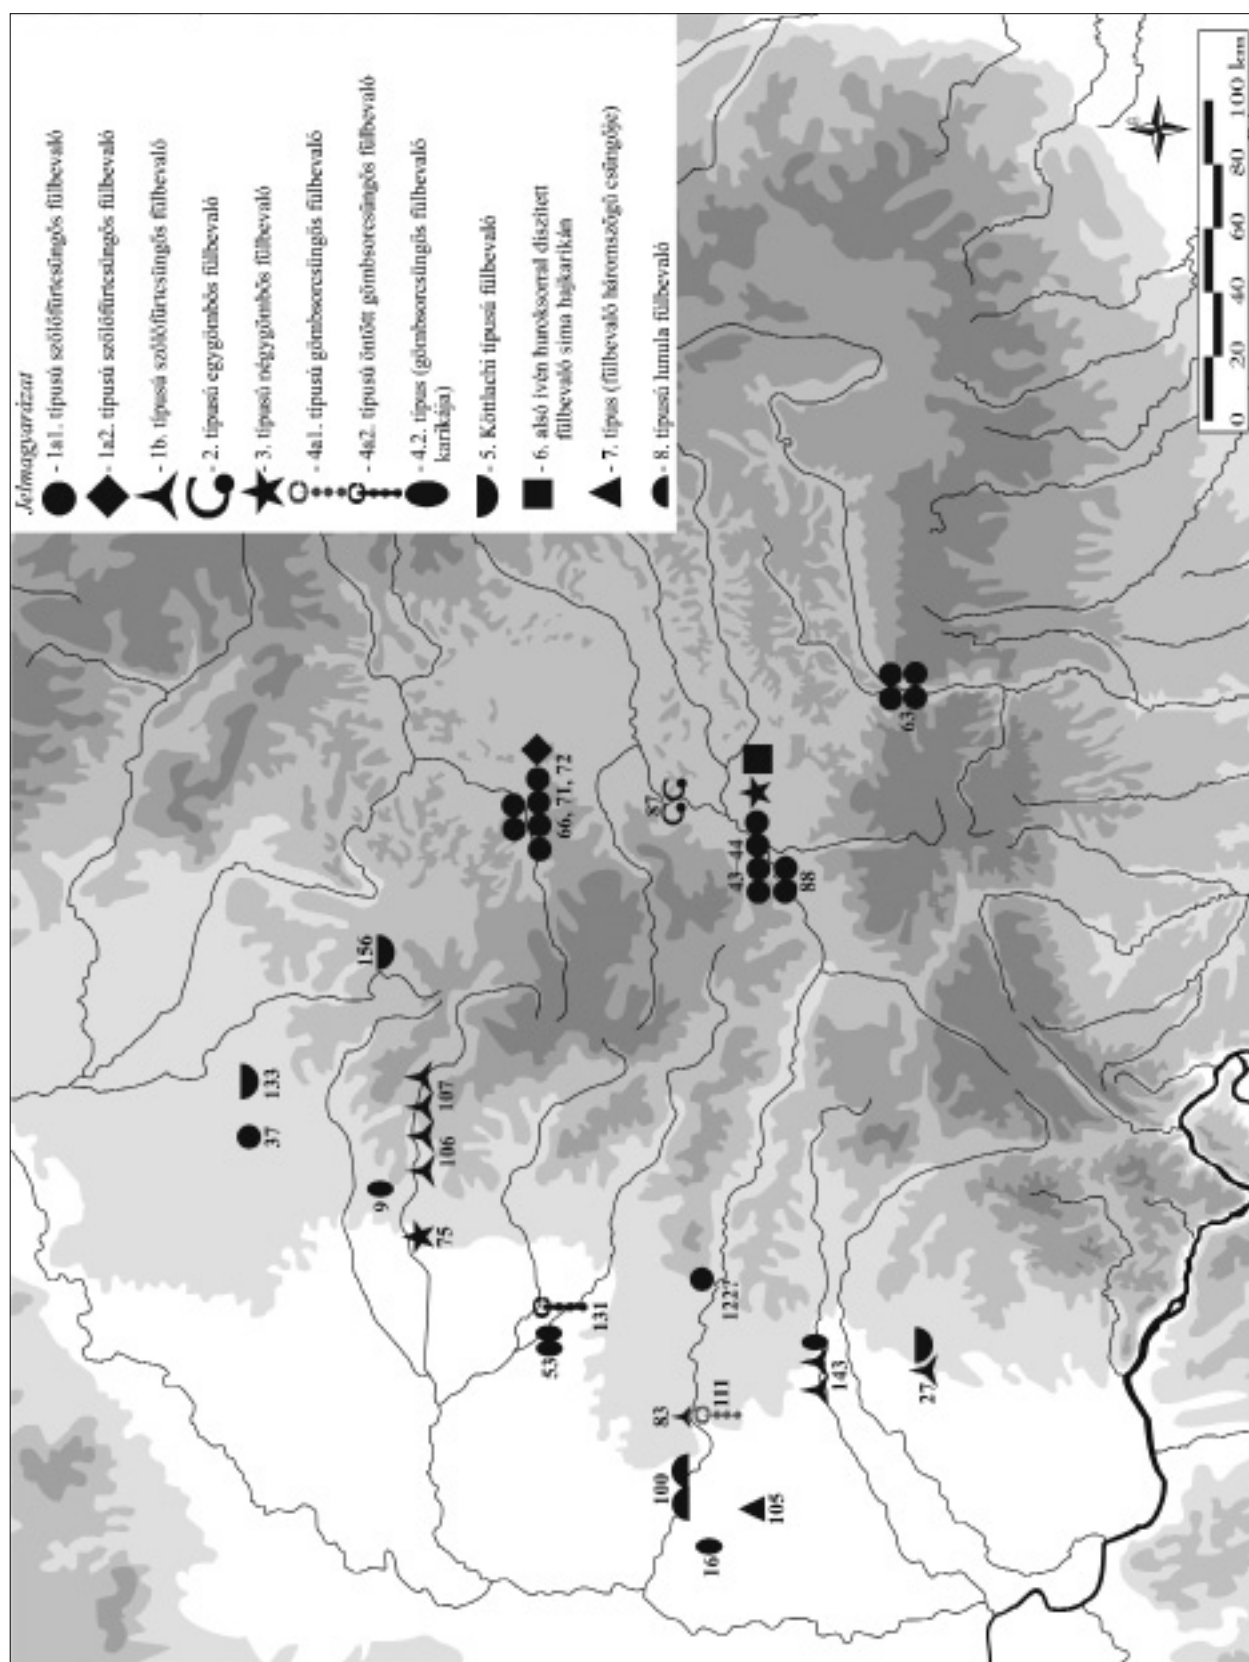 Jelmagyarázat
- 1a1. típusú szőlőfürtcsüngős fülbevaló
- 1a2. típusú szőlőfürtcsüngős fülbevaló
- 1b. típusú szőlőfürtcsüngős fülbevaló
- 2. típusú egygömbös fülbevaló
- 3. típusú négygömbös fülbevaló
- 4a1. típusú gömbsorcsüngős fülbevaló
- 4a2. típusú öntött gömbsorcsüngős fülbevaló
- 4.2. típus (gömbsorcsüngős fülbevaló
karikája)
- 5. Köttlachi típusú fülbevaló
- 6. alsó ívén huroksorral díszített
fülbevaló sima hajkarikán
- 7. típus (fülbevaló háromszögű csüngője)
- 8. típusú lunula fülbevaló
156
133
37
66, 71, 72
9
106
107
75
87
43–44
88
63
53
131
122?
83
111
143
100
27
105
16
0 20 40 60 80 100 km